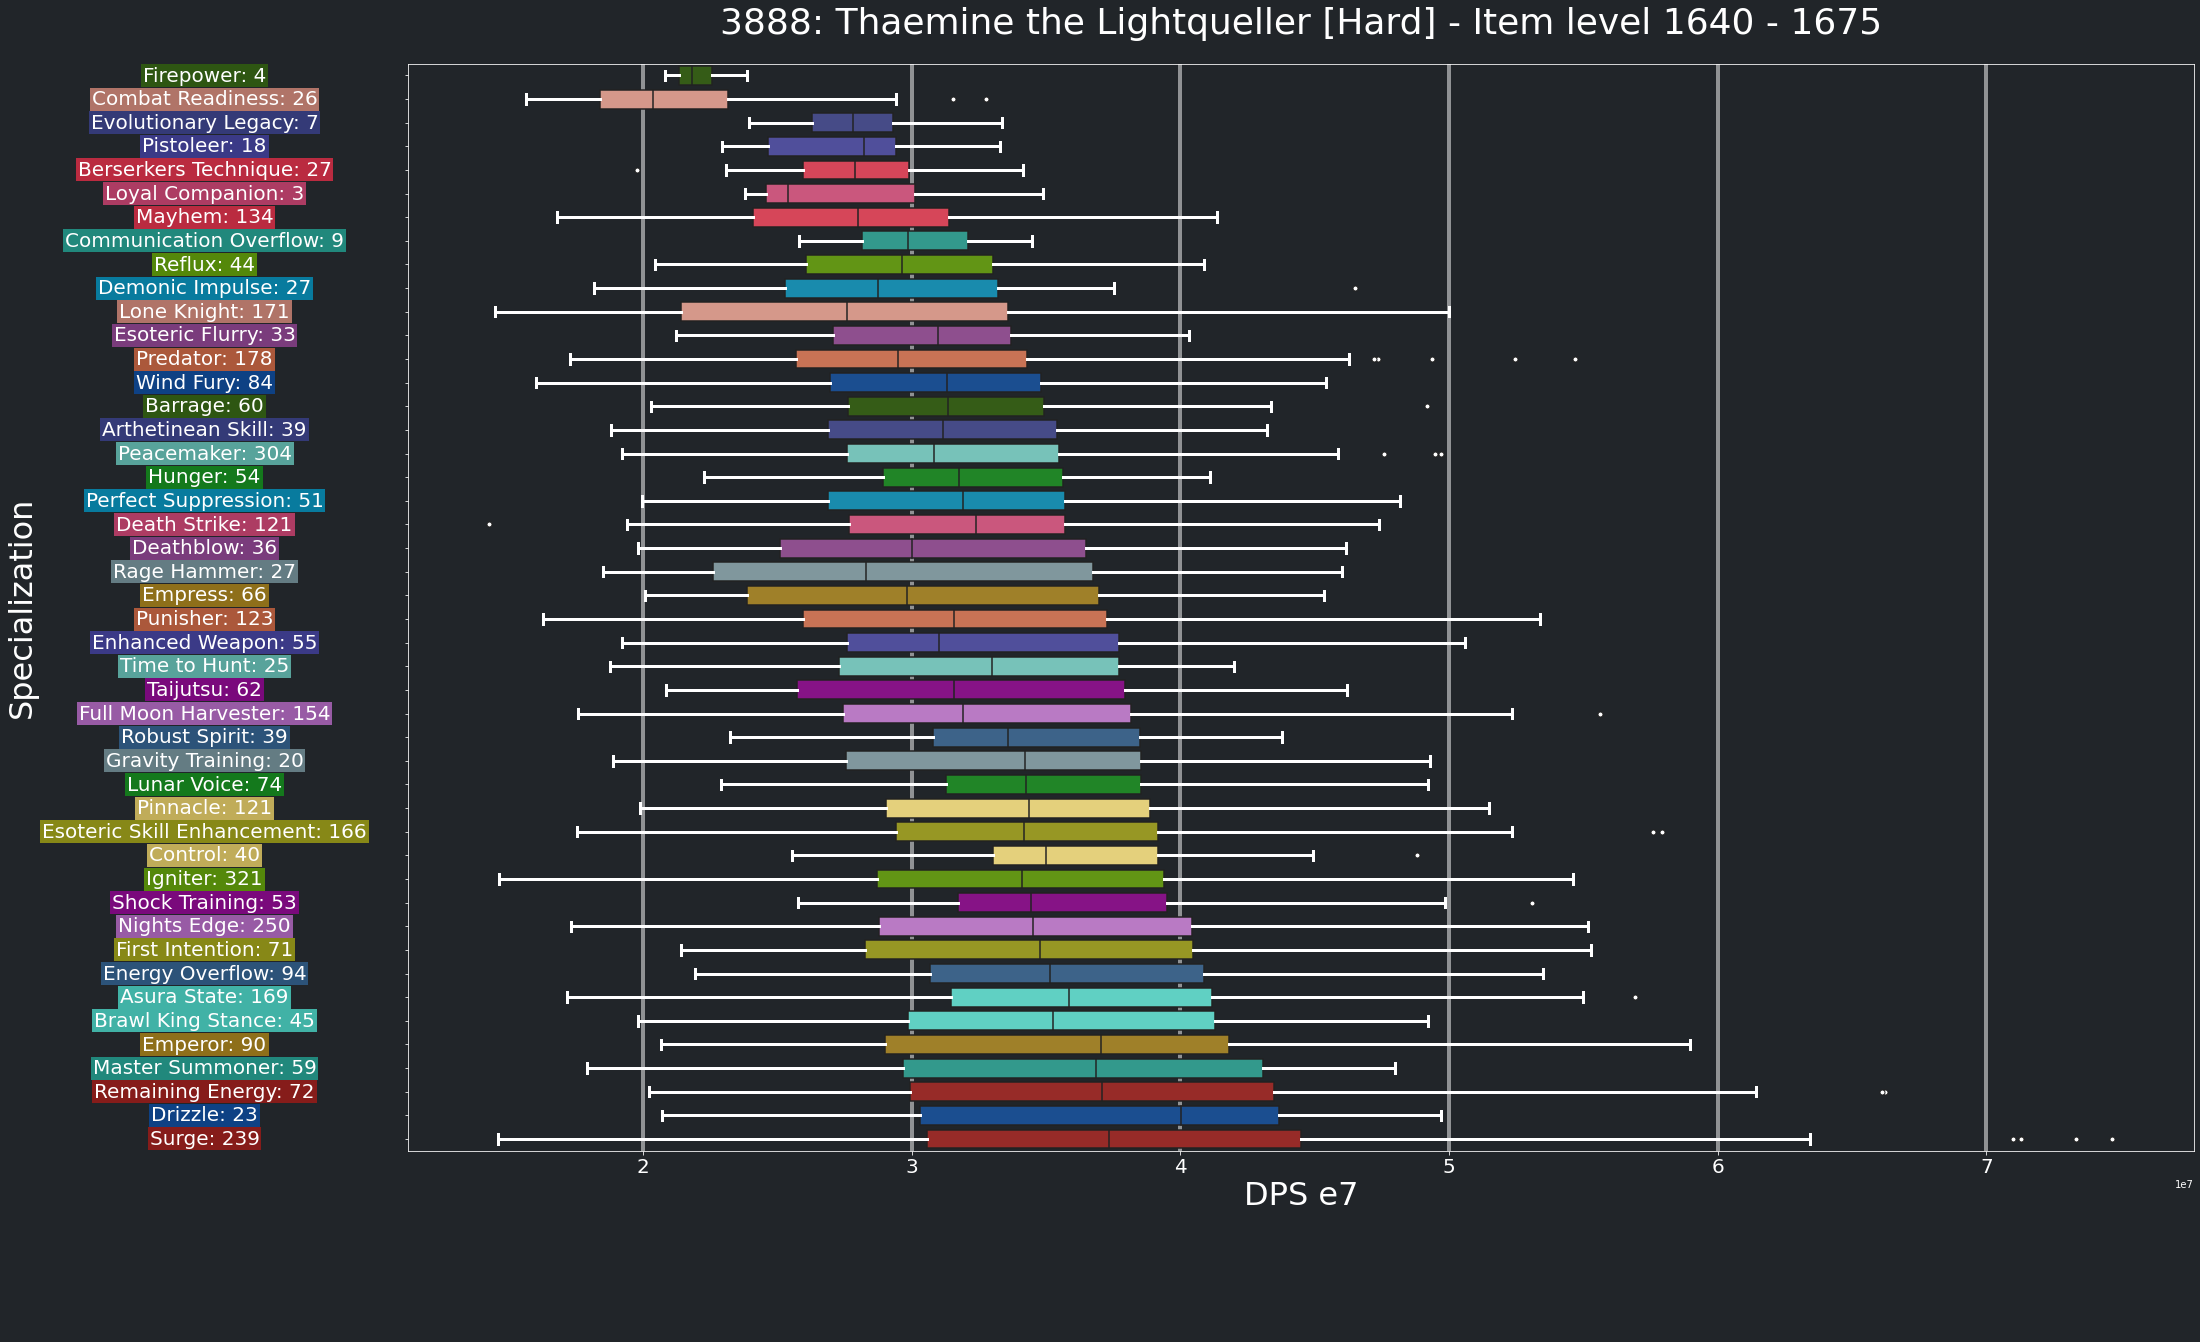 3888: Thaemine the Lightqueller [Hard] - Item level 1640 - 1675
Specialization
Firepower: 4
Combat Readiness: 26
Evolutionary Legacy: 7
Pistoleer: 18
Berserkers Technique: 27
Loyal Companion: 3
Mayhem: 134
Communication Overflow: 9
Reflux: 44
Demonic Impulse: 27
Lone Knight: 171
Esoteric Flurry: 33
Predator: 178
Wind Fury: 84
Barrage: 60
Arthetinean Skill: 39
Peacemaker: 304
Hunger: 54
Perfect Suppression: 51
Death Strike: 121
Deathblow: 36
Rage Hammer: 27
Empress: 66
Punisher: 123
Enhanced Weapon: 55
Time to Hunt: 25
Taijutsu: 62
Full Moon Harvester: 154
Robust Spirit: 39
Gravity Training: 20
Lunar Voice: 74
Pinnacle: 121
Esoteric Skill Enhancement: 166
Control: 40
Igniter: 321
Shock Training: 53
Nights Edge: 250
First Intention: 71
Energy Overflow: 94
Asura State: 169
Brawl King Stance: 45
Emperor: 90
Master Summoner: 59
Remaining Energy: 72
Drizzle: 23
Surge: 239
2 3 4 5 6 7
1e7
DPS e7